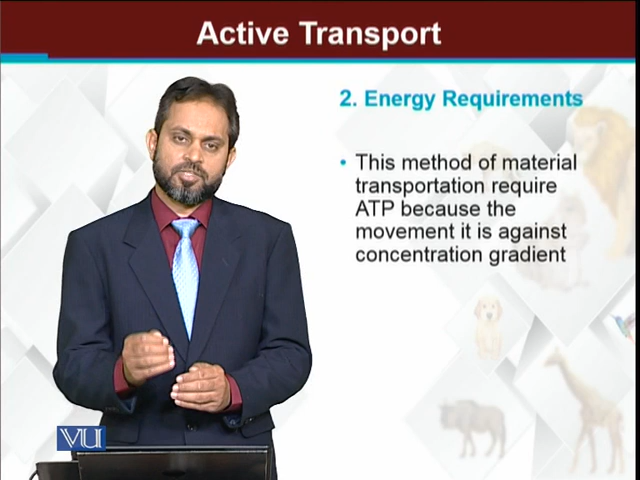 Active Transport
2. Energy Requirements
• This method of material
transportation require
ATP because the
movement it is against
concentration gradient
VU